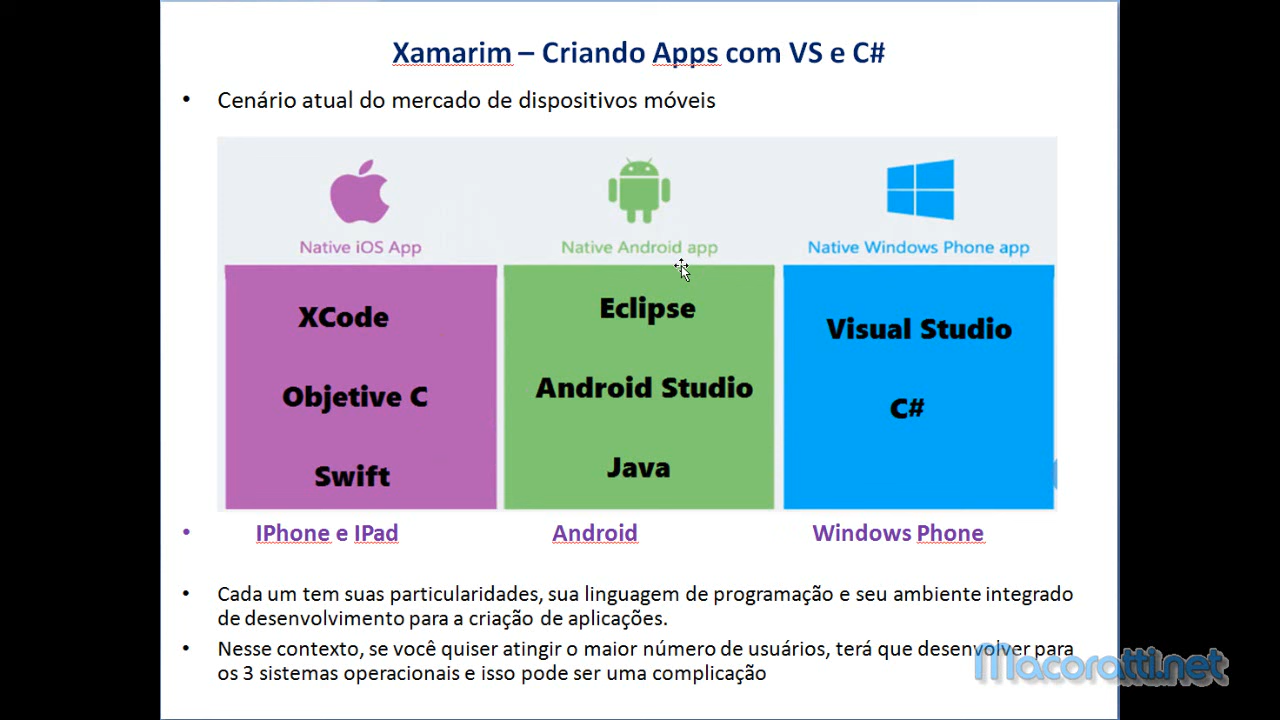 Xamarim – Criando Apps com VS e C#
• Cenário atual do mercado de dispositivos móveis
Native iOS App
Native Android app
Native Windows Phone app
XCode
Objetive C
Swift
Eclipse
Android Studio
Java
Visual Studio
C#
• IPhone e IPad Android Windows Phone
• Cada um tem suas particularidades, sua linguagem de programação e seu ambiente integrado
de desenvolvimento para a criação de aplicações.
• Nesse contexto, se você quiser atingir o maior número de usuários, terá que desenvolver para
os 3 sistemas operacionais e isso pode ser uma complicação
Macoratti.net